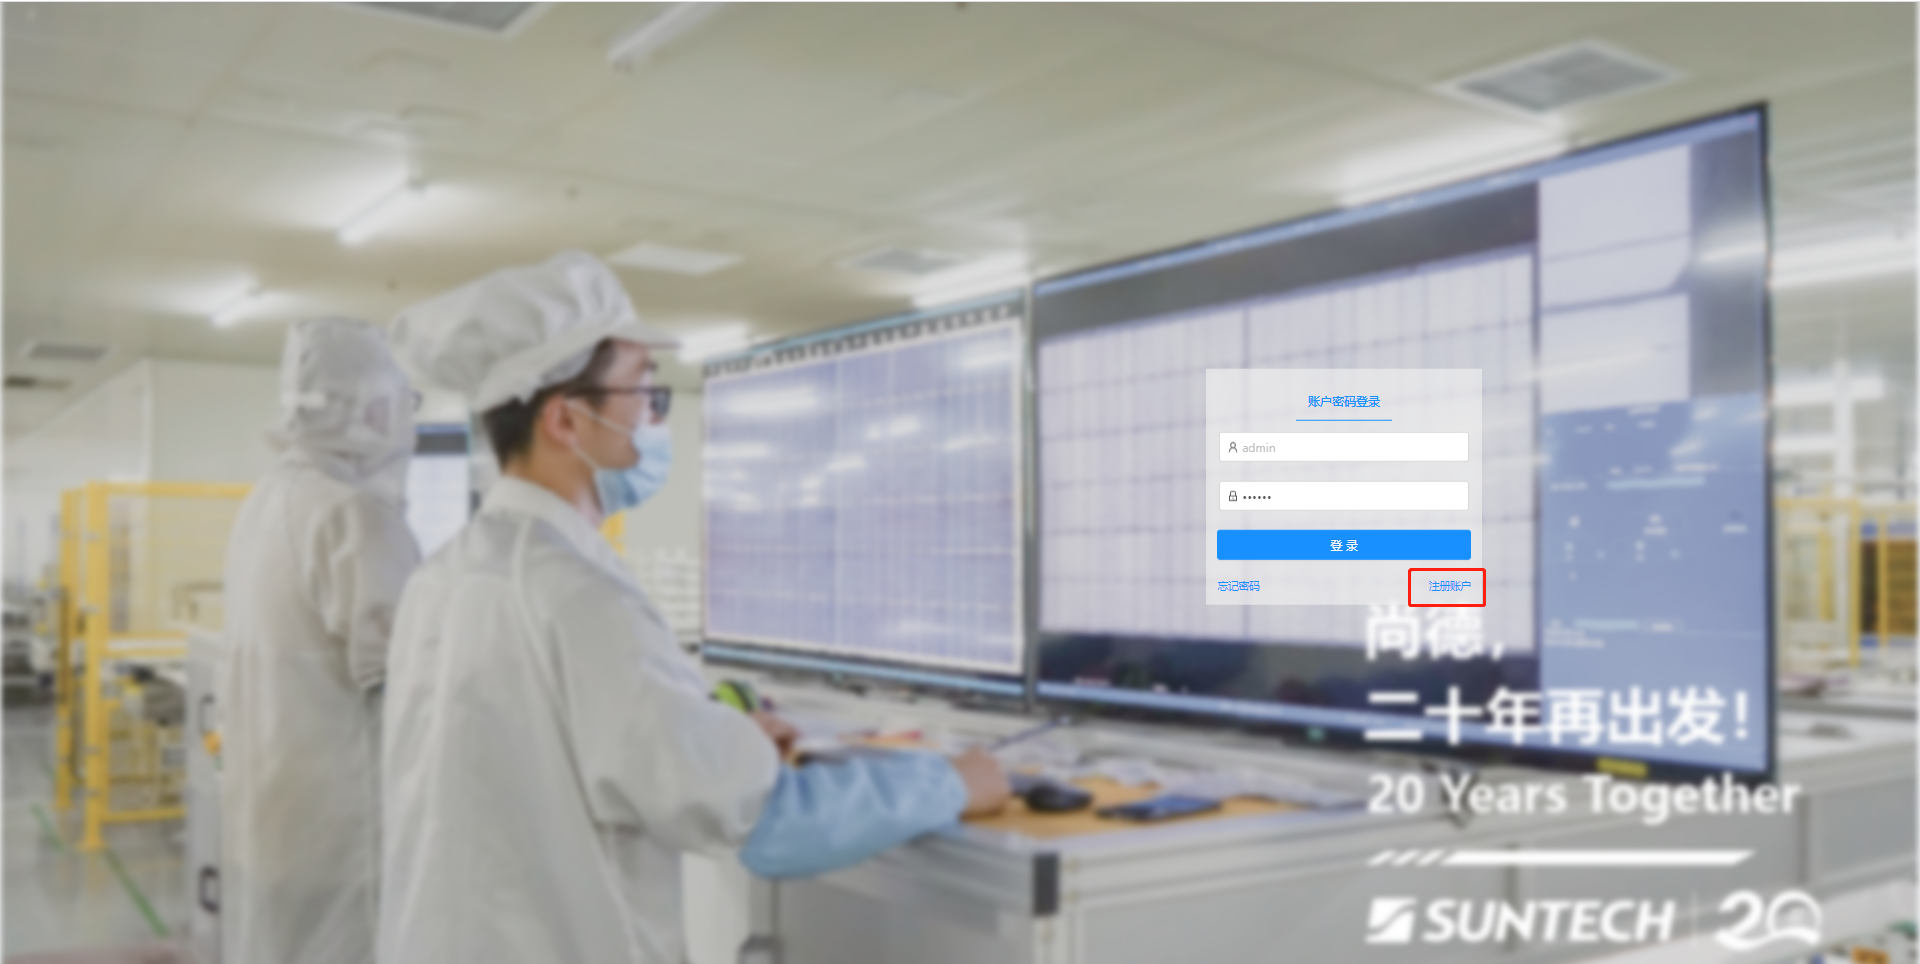 账户密码登录
admin
••••••
登 录
忘记密码
注册账户
尚德，
二十年再出发！
20 Years Together
SUNTECH 20